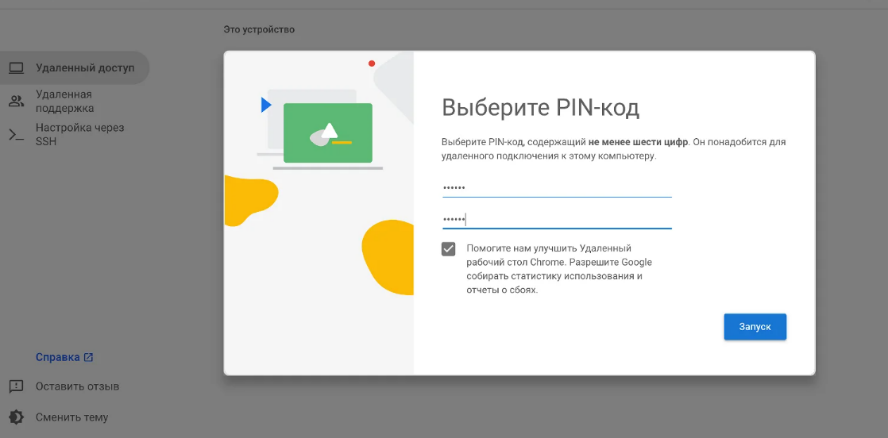 Это устройство
Удаленный доступ
Удаленная
поддержка
Настройка через
SSH
Выберите PIN-код
Выберите PIN-код, содержащий не менее шести цифр. Он понадобится для
удаленного подключения к этому компьютеру.
••••••
••••••
Помогите нам улучшить Удаленный
рабочий стол Chrome. Разрешите Google
собирать статистику использования и
отчеты о сбоях.
Запуск
Справка
Оставить отзыв
Сменить тему